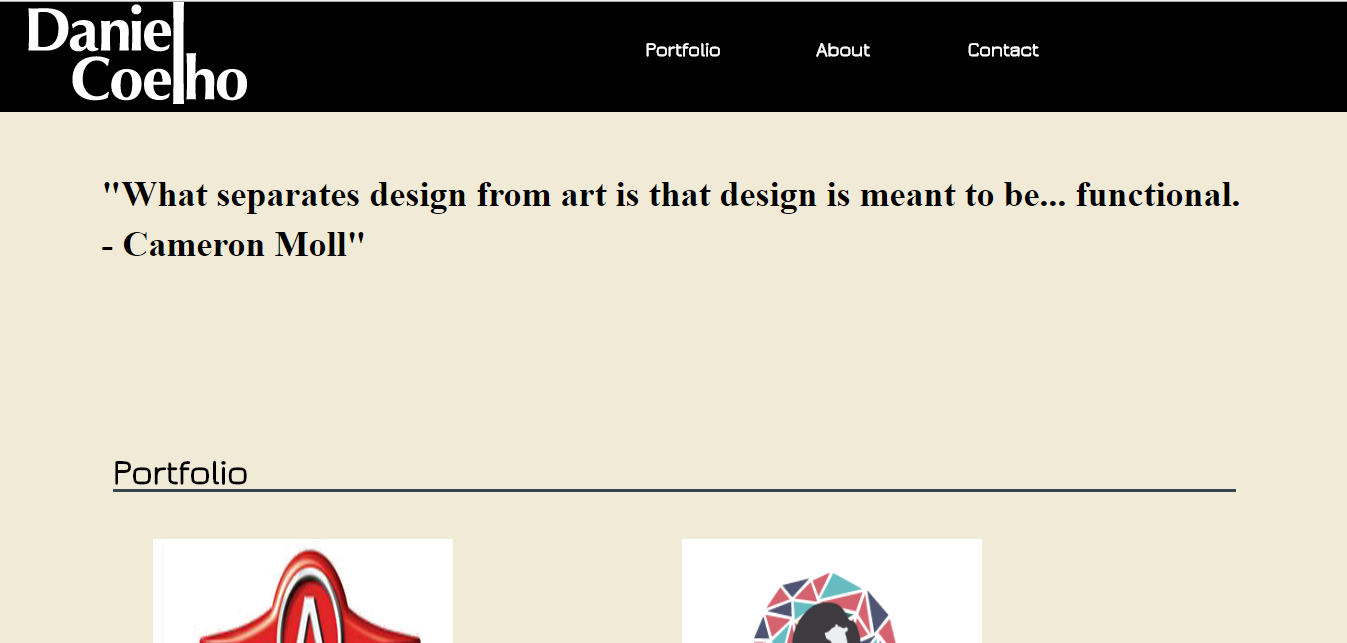 Daniel
Coelho
Portfolio About Contact
"What separates design from art is that design is meant to be... functional.
- Cameron Moll"
Portfolio
A